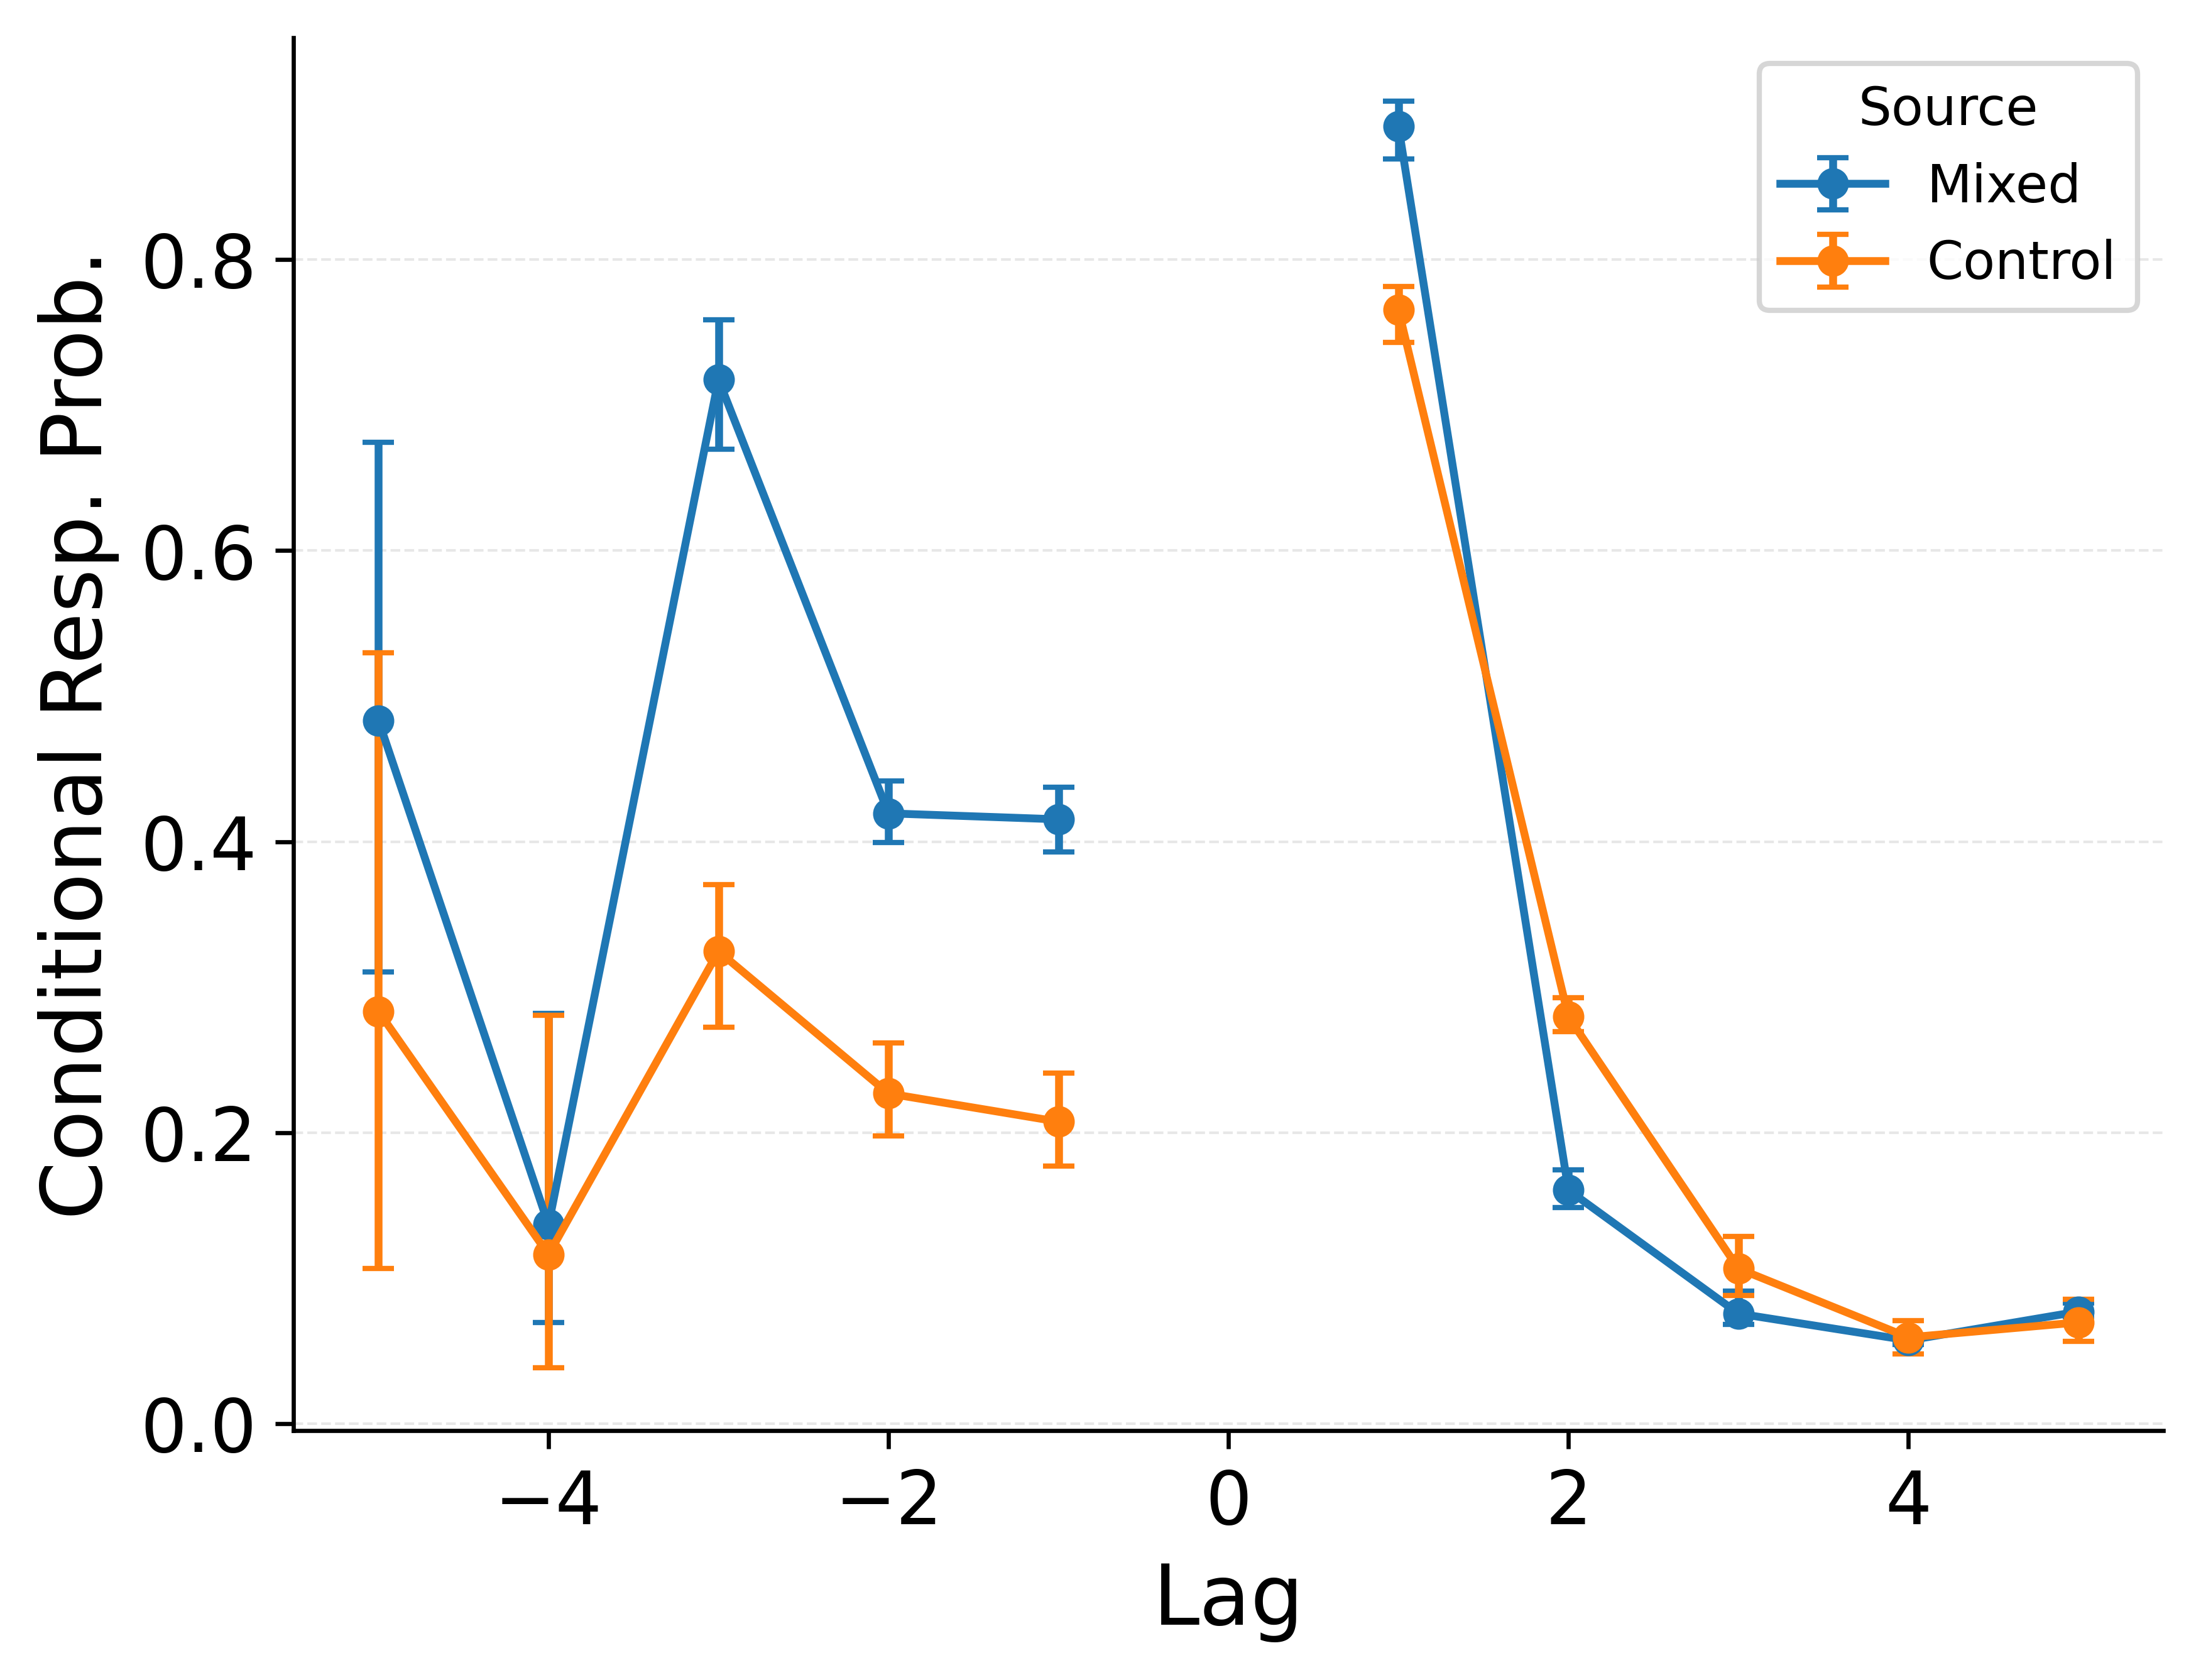 Conditional Resp. Prob.
0.8
0.6
0.4
0.2
0.0
−4 −2 0 2 4
Lag
Source
Mixed
Control